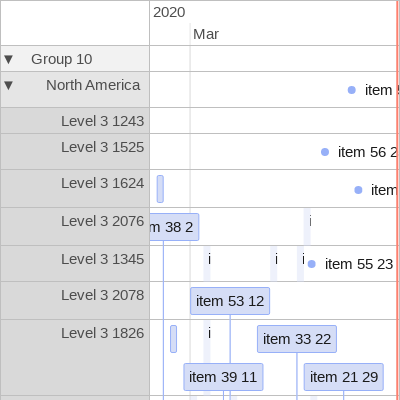 2020
Mar
▼ Group 10
▼ North America
item
Level 3 1243
Level 3 1525
item 56 2
Level 3 1624
item
Level 3 2076
m 38 2
i
Level 3 1345
i
i
i
item 55 23
Level 3 2078
item 53 12
Level 3 1826
i
item 33 22
item 39 11
item 21 29